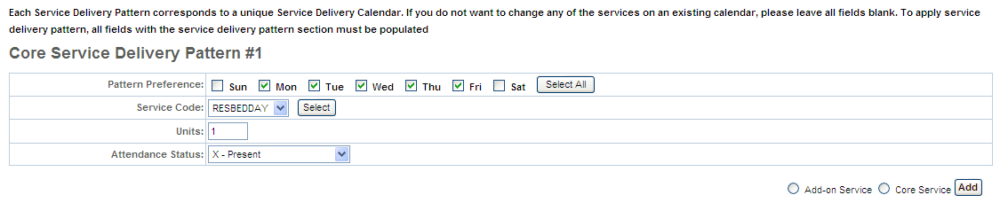 Each Service Delivery Pattern corresponds to a unique Service Delivery Calendar. If you do not want to change any of the services on an existing calendar, please leave all fields blank. To apply service
delivery pattern, all fields with the service delivery pattern section must be populated
Core Service Delivery Pattern #1
Pattern Preference: Sun Mon Tue Wed Thu Fri Sat Select All
Service Code: RESBEDDAY Select
Units: 1
Attendance Status: X - Present
Add-on Service Core Service Add